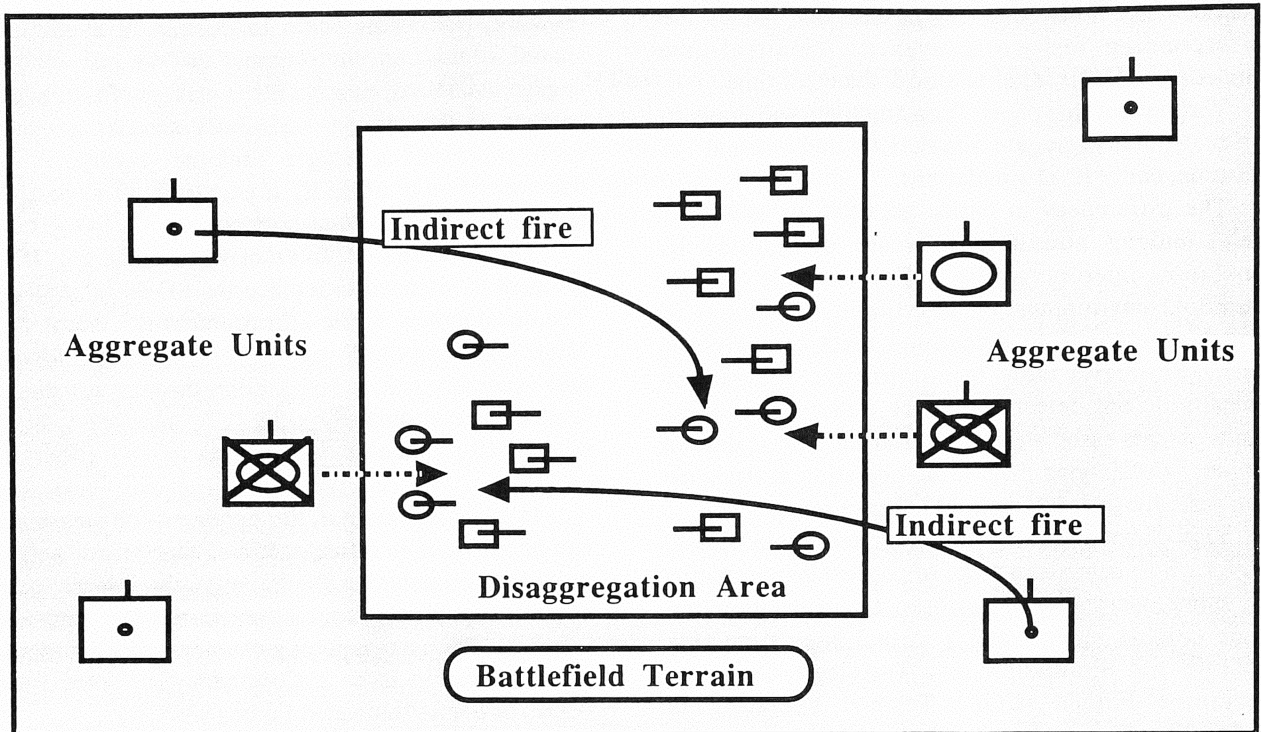 Indirect fire
Aggregate Units
Aggregate Units
Indirect fire
Disaggregation Area
Battlefield Terrain